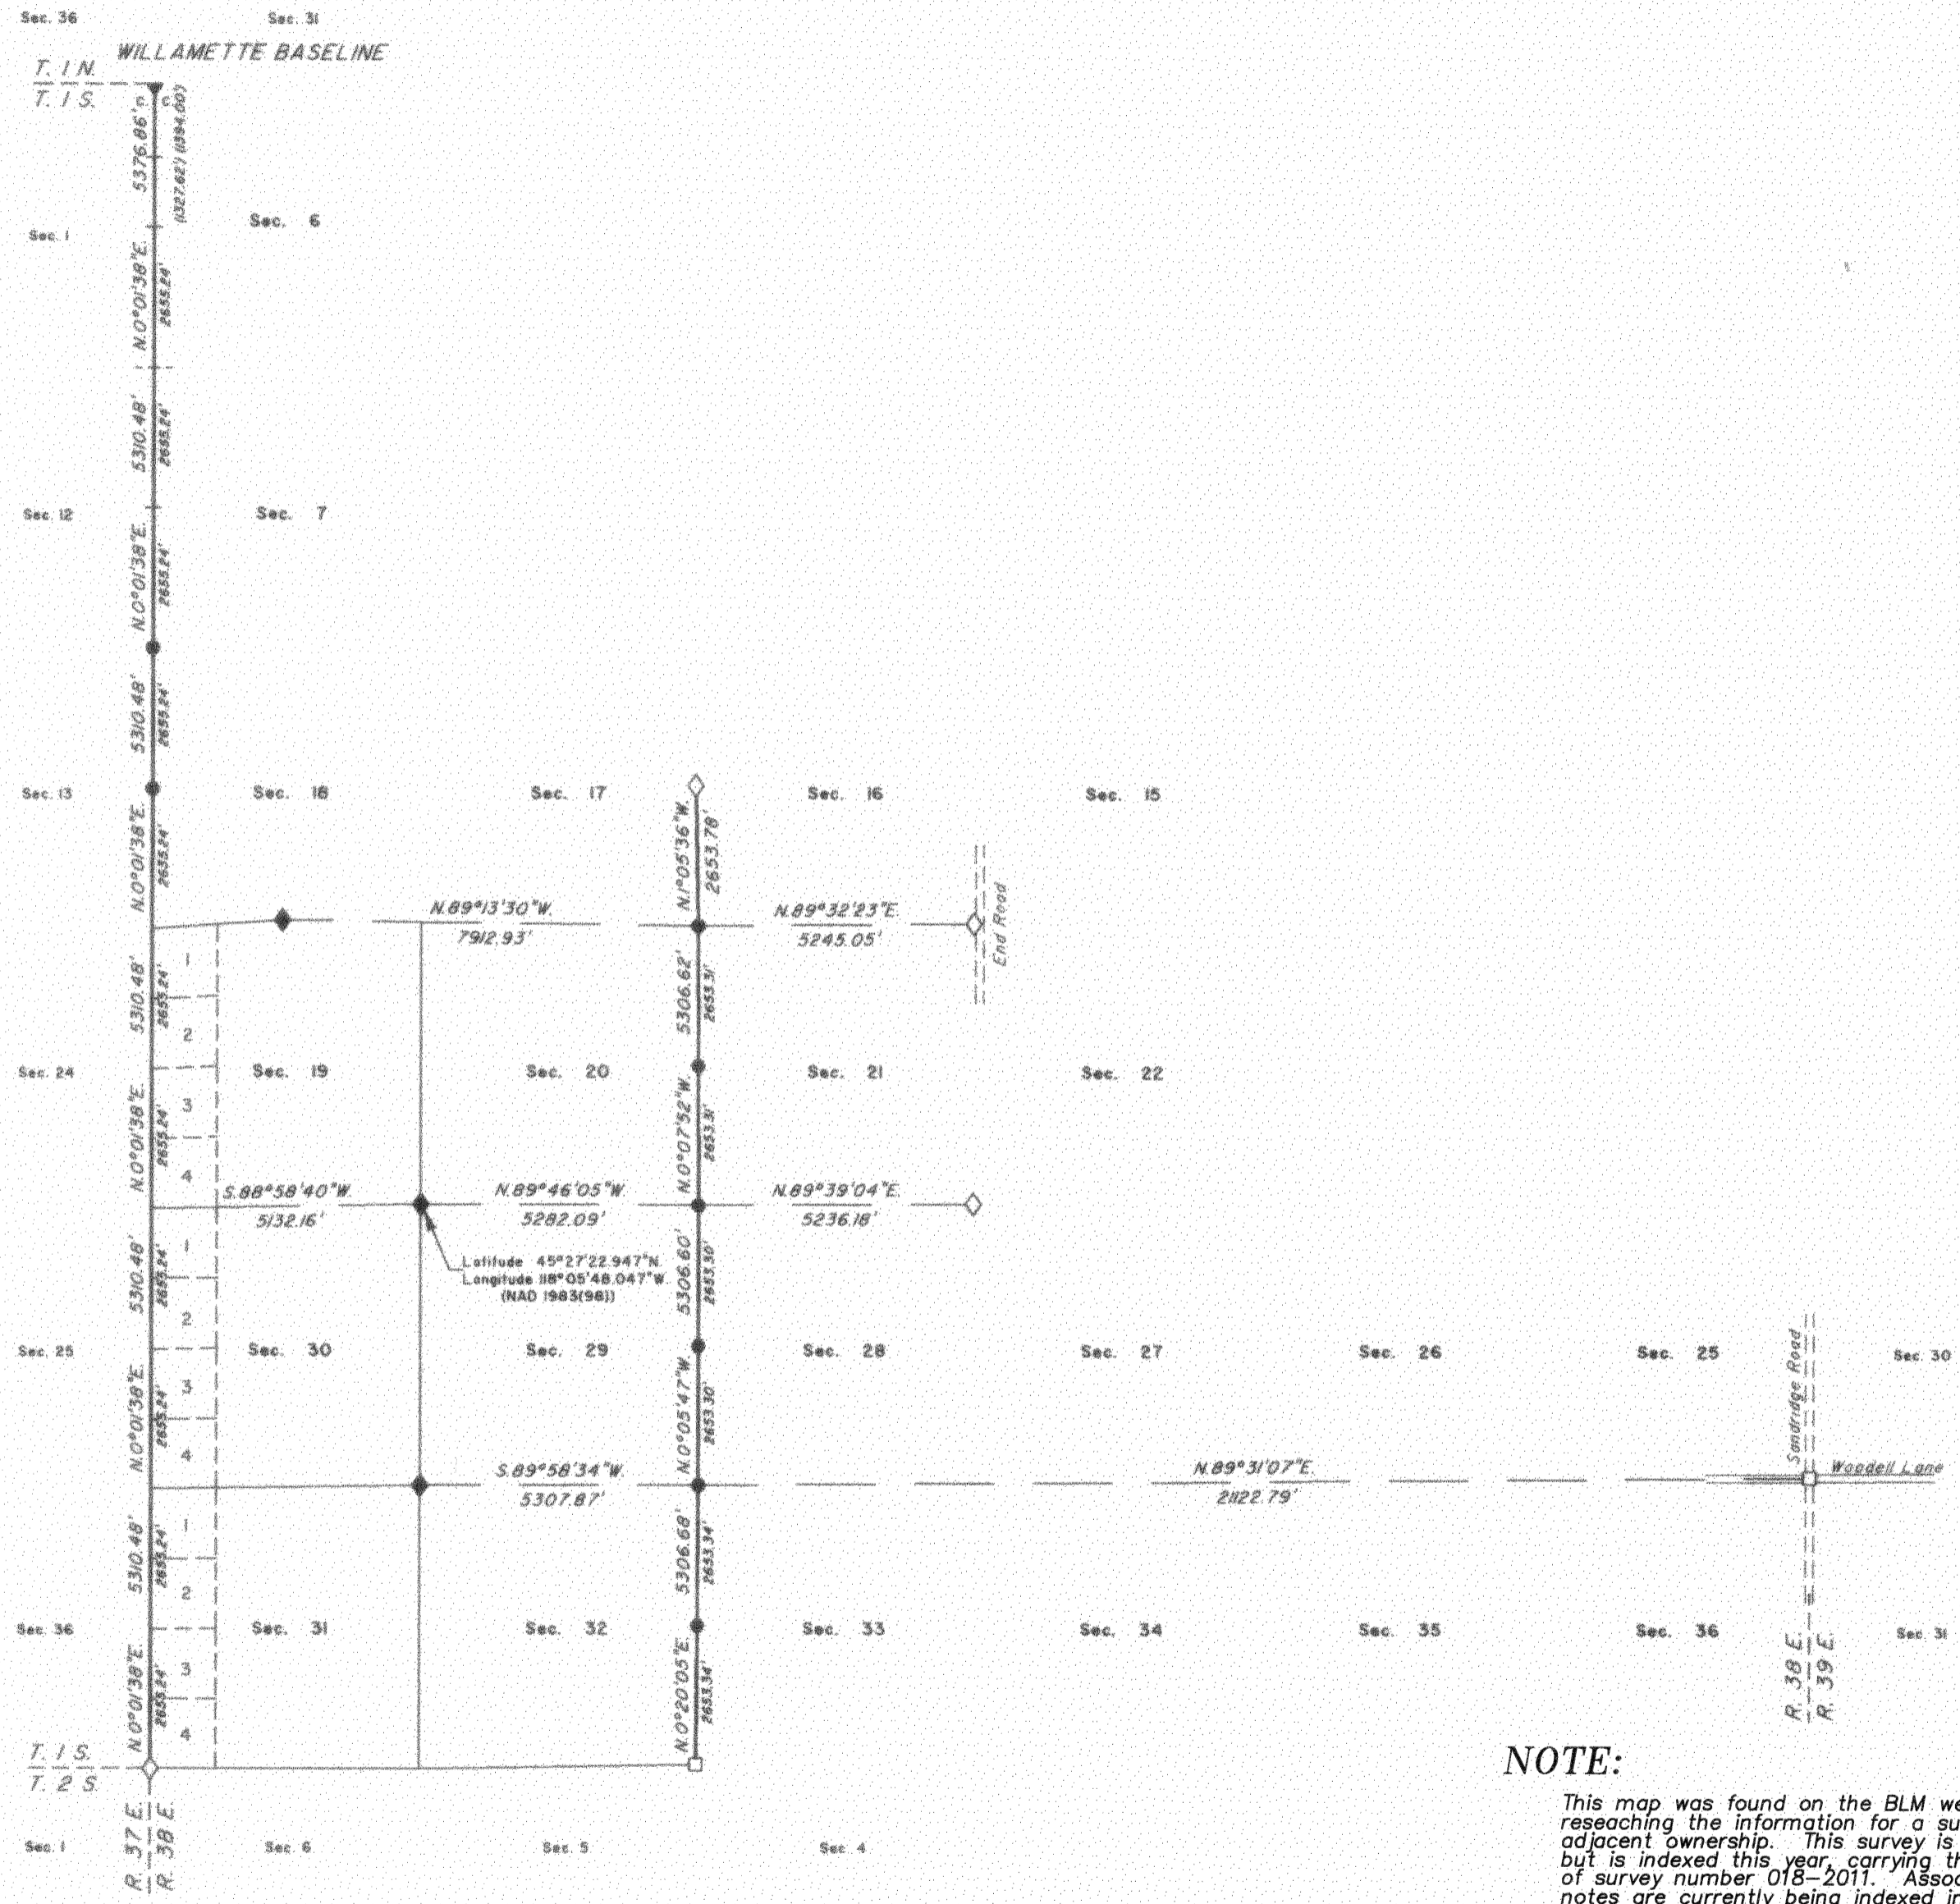 Sec. 36
Sec. 31
WILLAMETTE BASELINE
T. 1 N.
T. 1 S.
5376.86'
(1327.62') (1394.00')
Sec. 1
Sec. 6
N.0°01'38"E.
2655.24'
5310.48'
2655.24'
Sec. 12
Sec. 7
N.0°01'38"E.
2655.24'
5310.48'
2655.24'
Sec. 13
Sec. 18
Sec. 17
Sec. 16
Sec. 15
N.0°01'38"E.
2655.24'
N.1°05'36"W.
2653.78'
N.89°13'30"W.
7912.93'
N.89°32'23"E.
5245.05'
End Road
5310.48'
2655.24'
1
2
5306.62'
2653.31'
Sec. 24
Sec. 19
Sec. 20
Sec. 21
Sec. 22
N.0°01'38"E.
2655.24'
3
4
N.0°07'52"W.
2653.31'
S.88°58'40"W.
5132.16'
N.89°46'05"W.
5282.09'
N.89°39'04"E.
5236.18'
Latitude 45°27'22.947"N.
Longitude 118°05'48.047"W.
(NAD 1983(98))
5310.48'
2655.24'
1
2
5306.60'
2653.30'
Sec. 25
Sec. 30
Sec. 29
Sec. 28
Sec. 27
Sec. 26
Sec. 25
Sandridge Road
Sec. 30
N.0°01'38"E.
2655.24'
3
4
N.0°05'47"W.
2653.30'
S.89°58'34"W.
5307.87'
N.89°31'07"E.
21122.79'
Woodell Lane
5310.48'
2655.24'
1
2
5306.68'
2653.34'
Sec. 36
Sec. 31
Sec. 32
Sec. 33
Sec. 34
Sec. 35
Sec. 36
Sec. 31
N.0°01'38"E.
2655.24'
3
4
N.0°20'05"E.
2653.34'
R. 38 E.
R. 39 E.
T. 1 S.
T. 2 S.
R. 37 E.
R. 38 E.
Sec. 1
Sec. 6
Sec. 5
Sec. 4
NOTE:
This map was found on the BLM we
reseaching the information for a su
adjacent ownership. This survey is
but is indexed this year, carrying th
of survey number 018-2011. Asso
notes are currently being indexed in